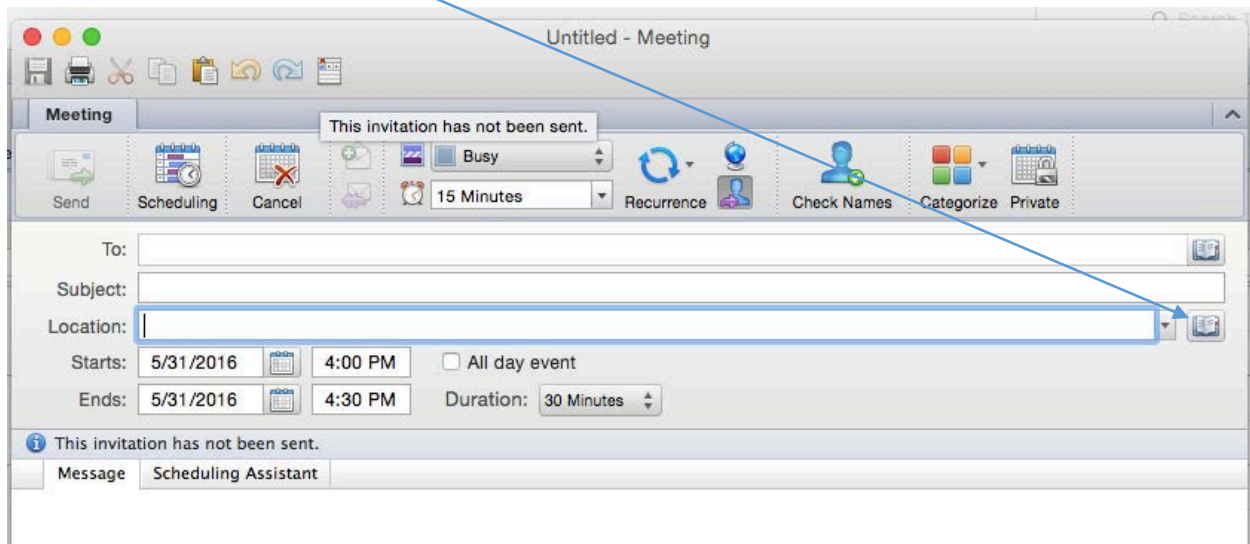 Search T
Untitled - Meeting
Meeting
This invitation has not been sent.
Busy
15 Minutes
Send
Scheduling
Cancel
Recurrence
Check Names
Categorize
Private
To:
Subject:
Location:
Starts: 5/31/2016 4:00 PM All day event
Ends: 5/31/2016 4:30 PM Duration: 30 Minutes
This invitation has not been sent.
Message Scheduling Assistant